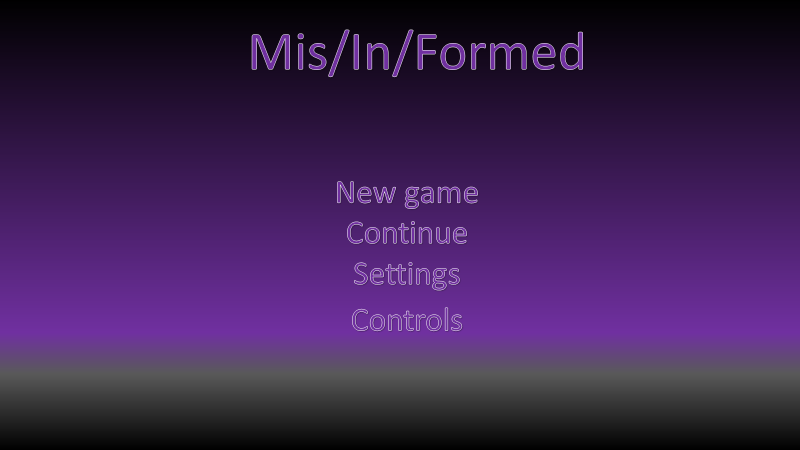 Mis/In/Formed
New game
Continue
Settings
Controls